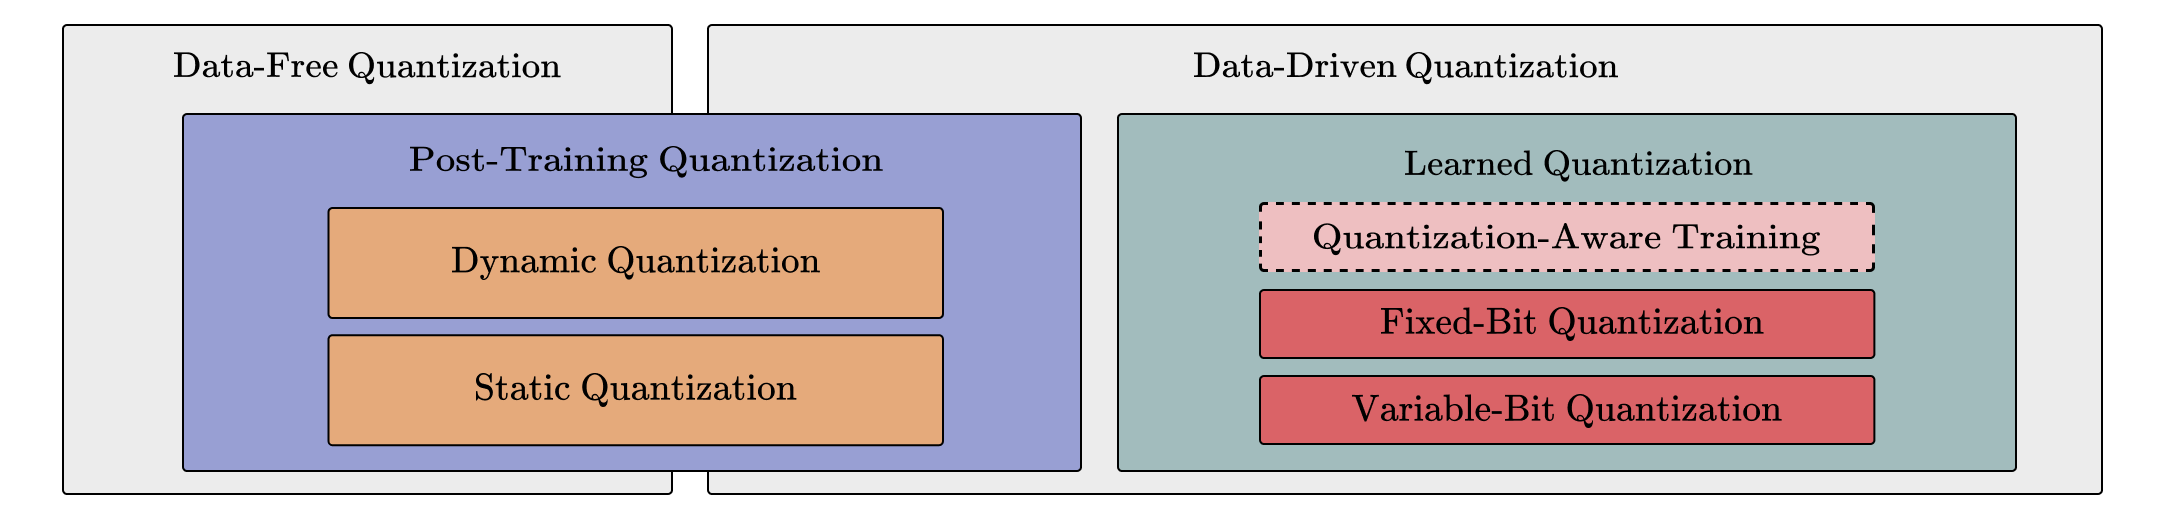 Data-Free Quantization
Data-Driven Quantization
Post-Training Quantization
Dynamic Quantization
Static Quantization
Learned Quantization
Quantization-Aware Training
Fixed-Bit Quantization
Variable-Bit Quantization